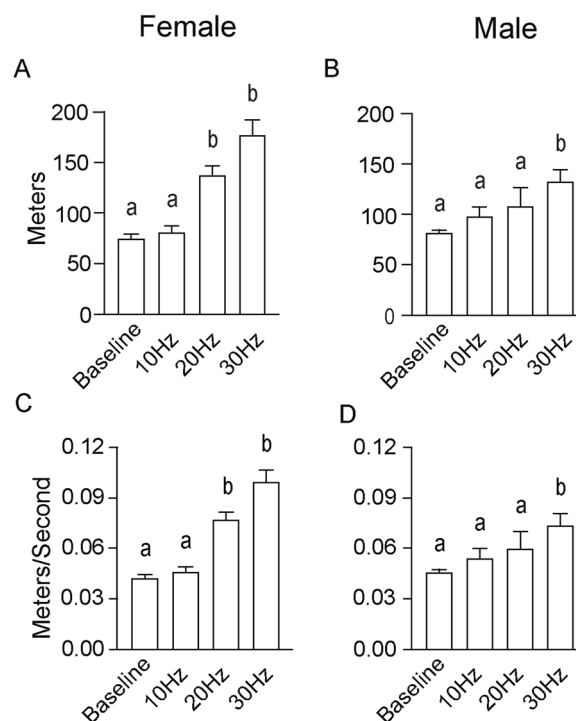 Female Male
A B
Meters
200
150
100
50
0
a a b b
Baseline 10Hz 20Hz 30Hz
200
150
100
50
0
a a a b
Baseline 10Hz 20Hz 30Hz
C D
Meters/Second
0.12
0.09
0.06
0.03
0.00
a a b b
Baseline 10Hz 20Hz 30Hz
0.12
0.09
0.06
0.03
0.00
a a a b
Baseline 10Hz 20Hz 30Hz